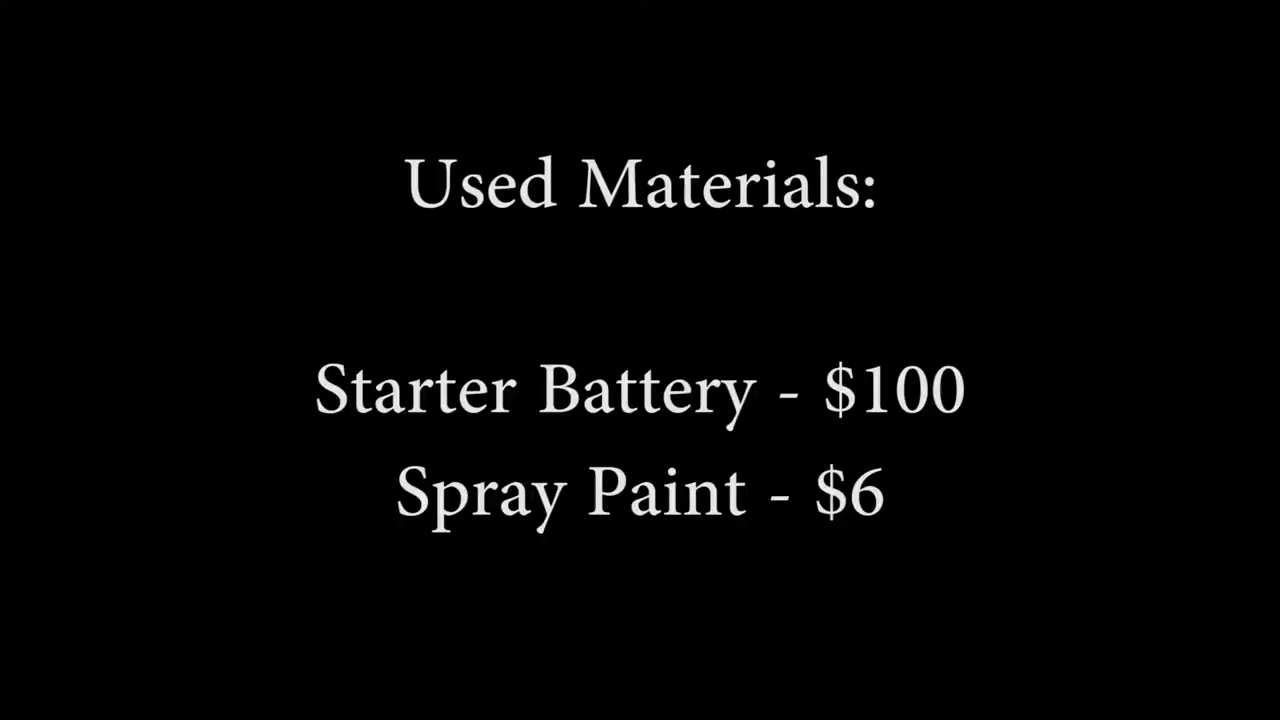 Used Materials:
Starter Battery - $100
Spray Paint - $6